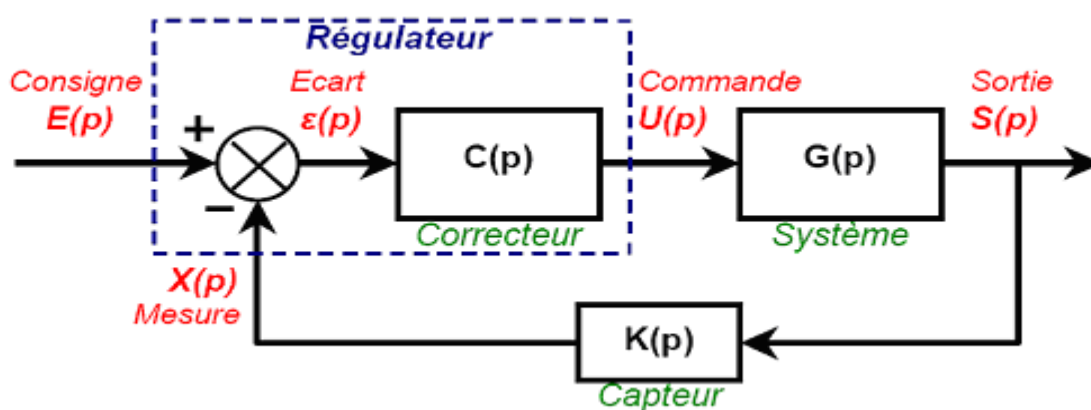 Régulateur
Consigne
E(p)
Ecart
ε(p)
Commande
U(p)
Sortie
S(p)
+
−
C(p)
G(p)
Correcteur
Système
X(p)
Mesure
K(p)
Capteur